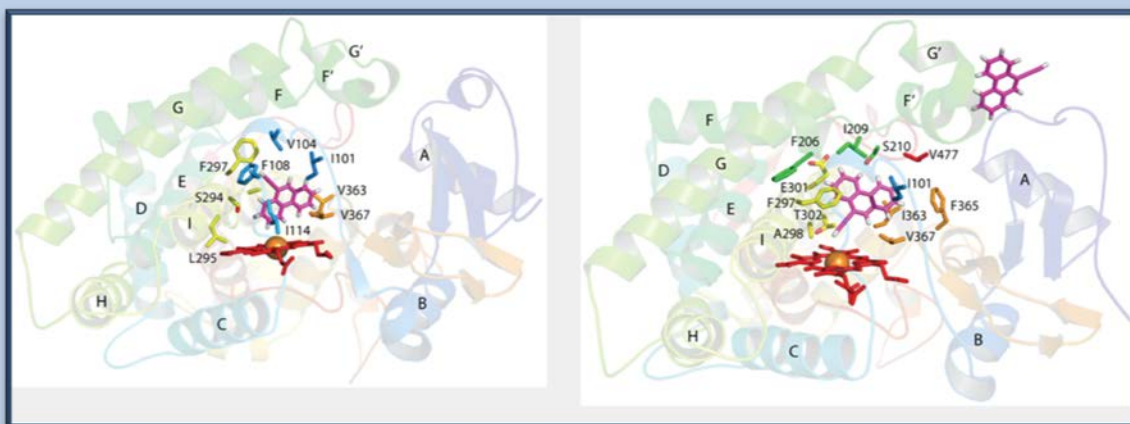 G'
F'
F
G
V104
A
F297
F108
I101
E
S294
V363
D
I
V367
I114
L295
H
B
C
G'
F'
I209
F
F206
S210
V477
D
G
A
E301
I101
F297
F365
E
T302
I363
I
A298
V367
B
H
C